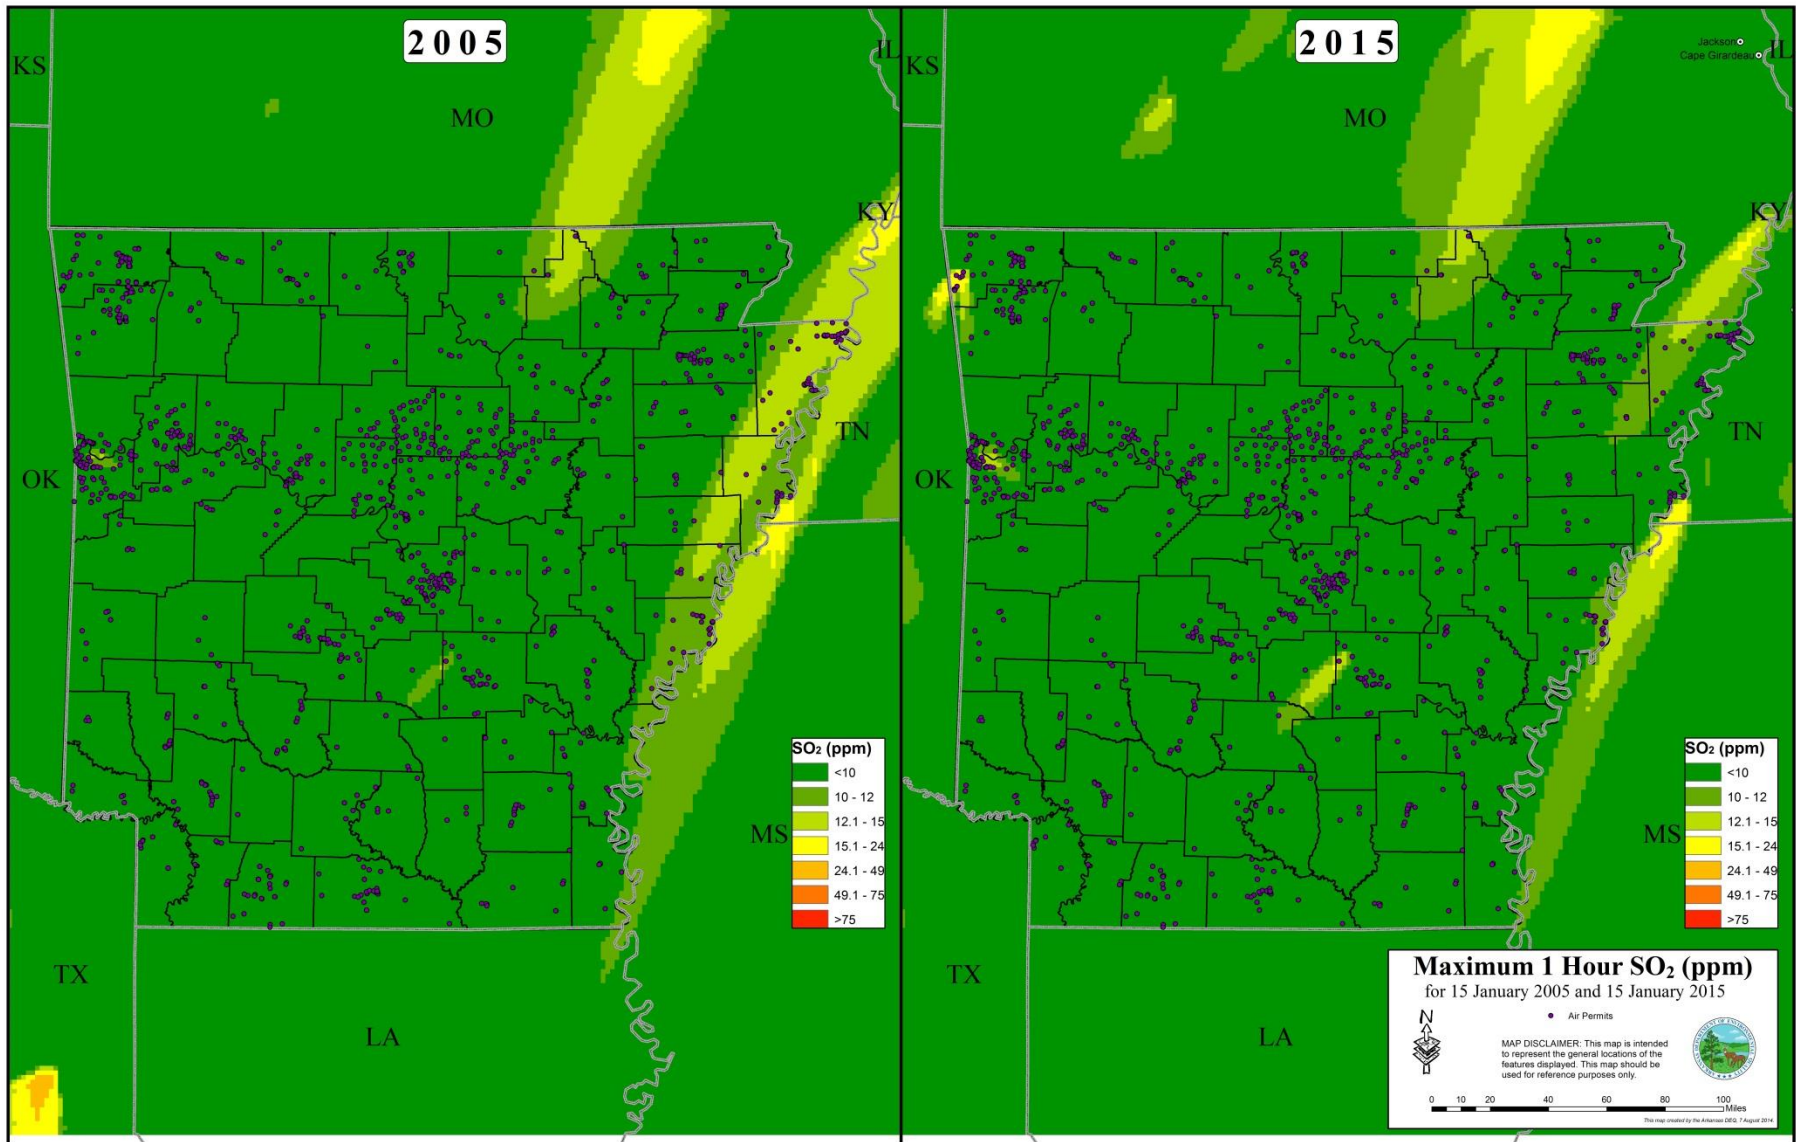 2005
KS
IL
MO
KY
TN
OK
MS
TX
LA
SO₂ (ppm)
<10
10 - 12
12.1 - 15
15.1 - 24
24.1 - 49
49.1 - 75
>75
2015
Jackson
Cape Girardeau
KS
IL
MO
KY
TN
OK
MS
TX
LA
SO₂ (ppm)
<10
10 - 12
12.1 - 15
15.1 - 24
24.1 - 49
49.1 - 75
>75
Maximum 1 Hour SO₂ (ppm)
for 15 January 2005 and 15 January 2015
Air Permits
N
MAP DISCLAIMER: This map is intended
to represent the general locations of the
features displayed. This map should be
used for reference purposes only.
0 10 20 40 60 80 100
Miles
This map created by the Arkansas DEQ, 7 August 2014.